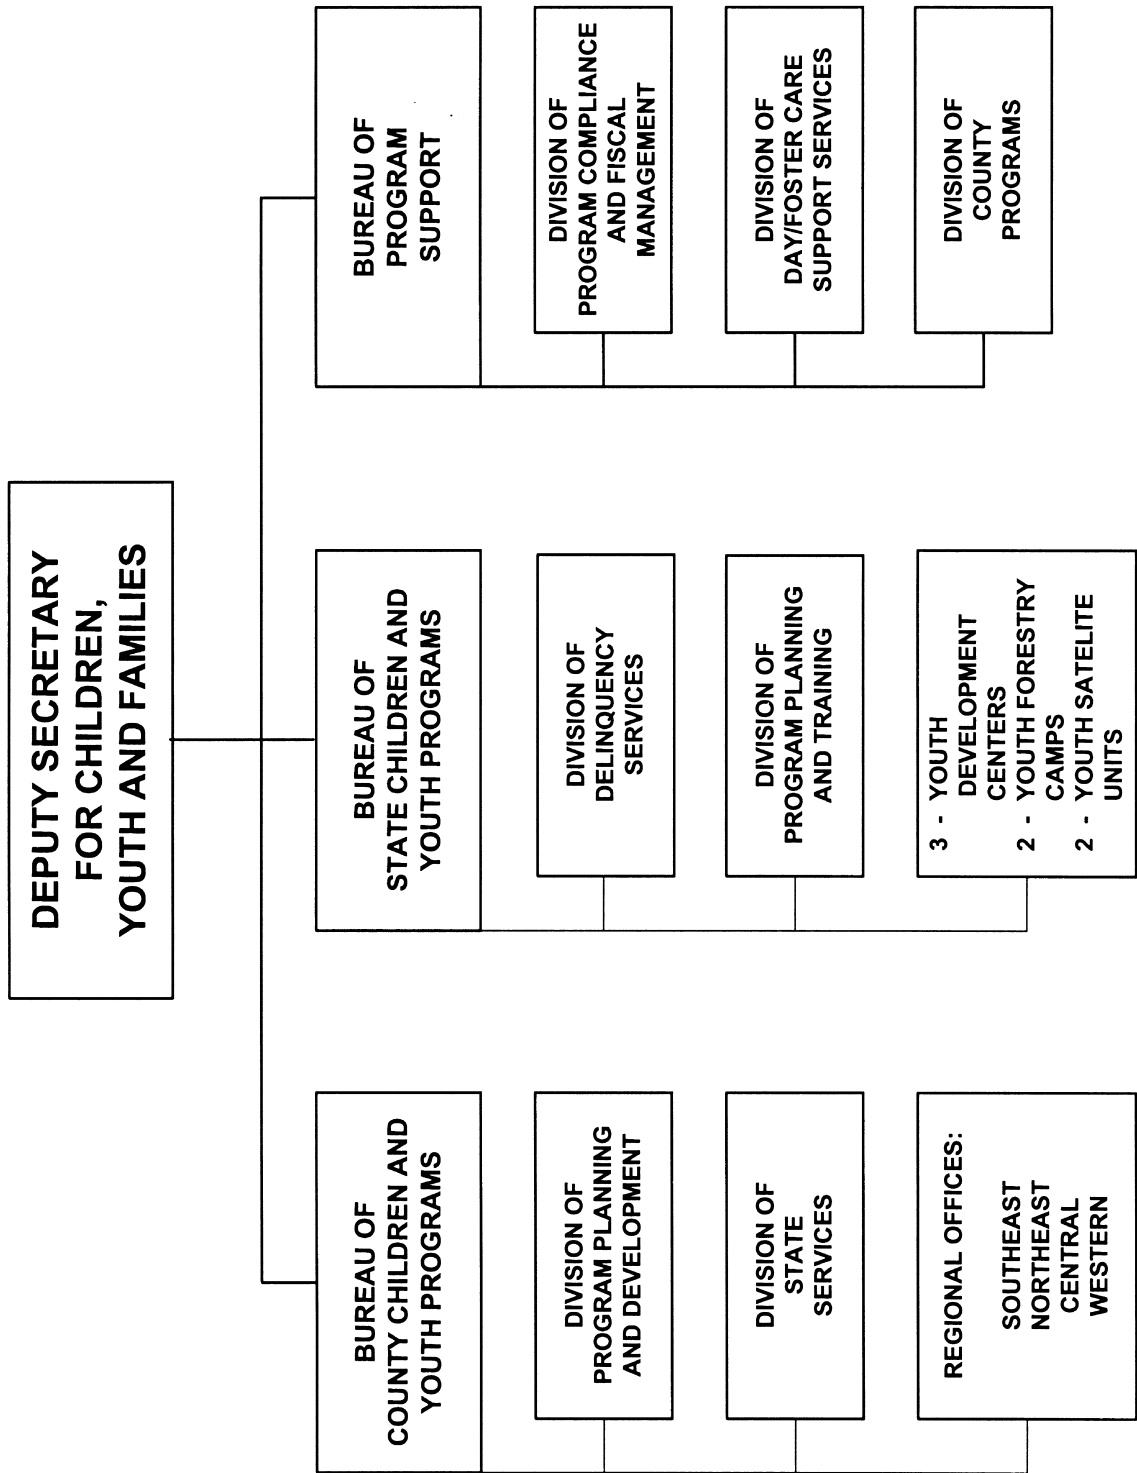 DEPUTY SECRETARY
FOR CHILDREN,
YOUTH AND FAMILIES
BUREAU OF
COUNTY CHILDREN AND
YOUTH PROGRAMS
DIVISION OF
PROGRAM PLANNING
AND DEVELOPMENT
DIVISION OF
STATE
SERVICES
REGIONAL OFFICES:
SOUTHEAST
NORTHEAST
CENTRAL
WESTERN
BUREAU OF
STATE CHILDREN AND
YOUTH PROGRAMS
DIVISION OF
DELINQUENCY
SERVICES
DIVISION OF
PROGRAM PLANNING
AND TRAINING
3 - YOUTH
DEVELOPMENT
CENTERS
2 - YOUTH FORESTRY
CAMPS
2 - YOUTH SATELITE
UNITS
BUREAU OF
PROGRAM
SUPPORT
DIVISION OF
PROGRAM COMPLIANCE
AND FISCAL
MANAGEMENT
DIVISION OF
DAY/FOSTER CARE
SUPPORT SERVICES
DIVISION OF
COUNTY
PROGRAMS